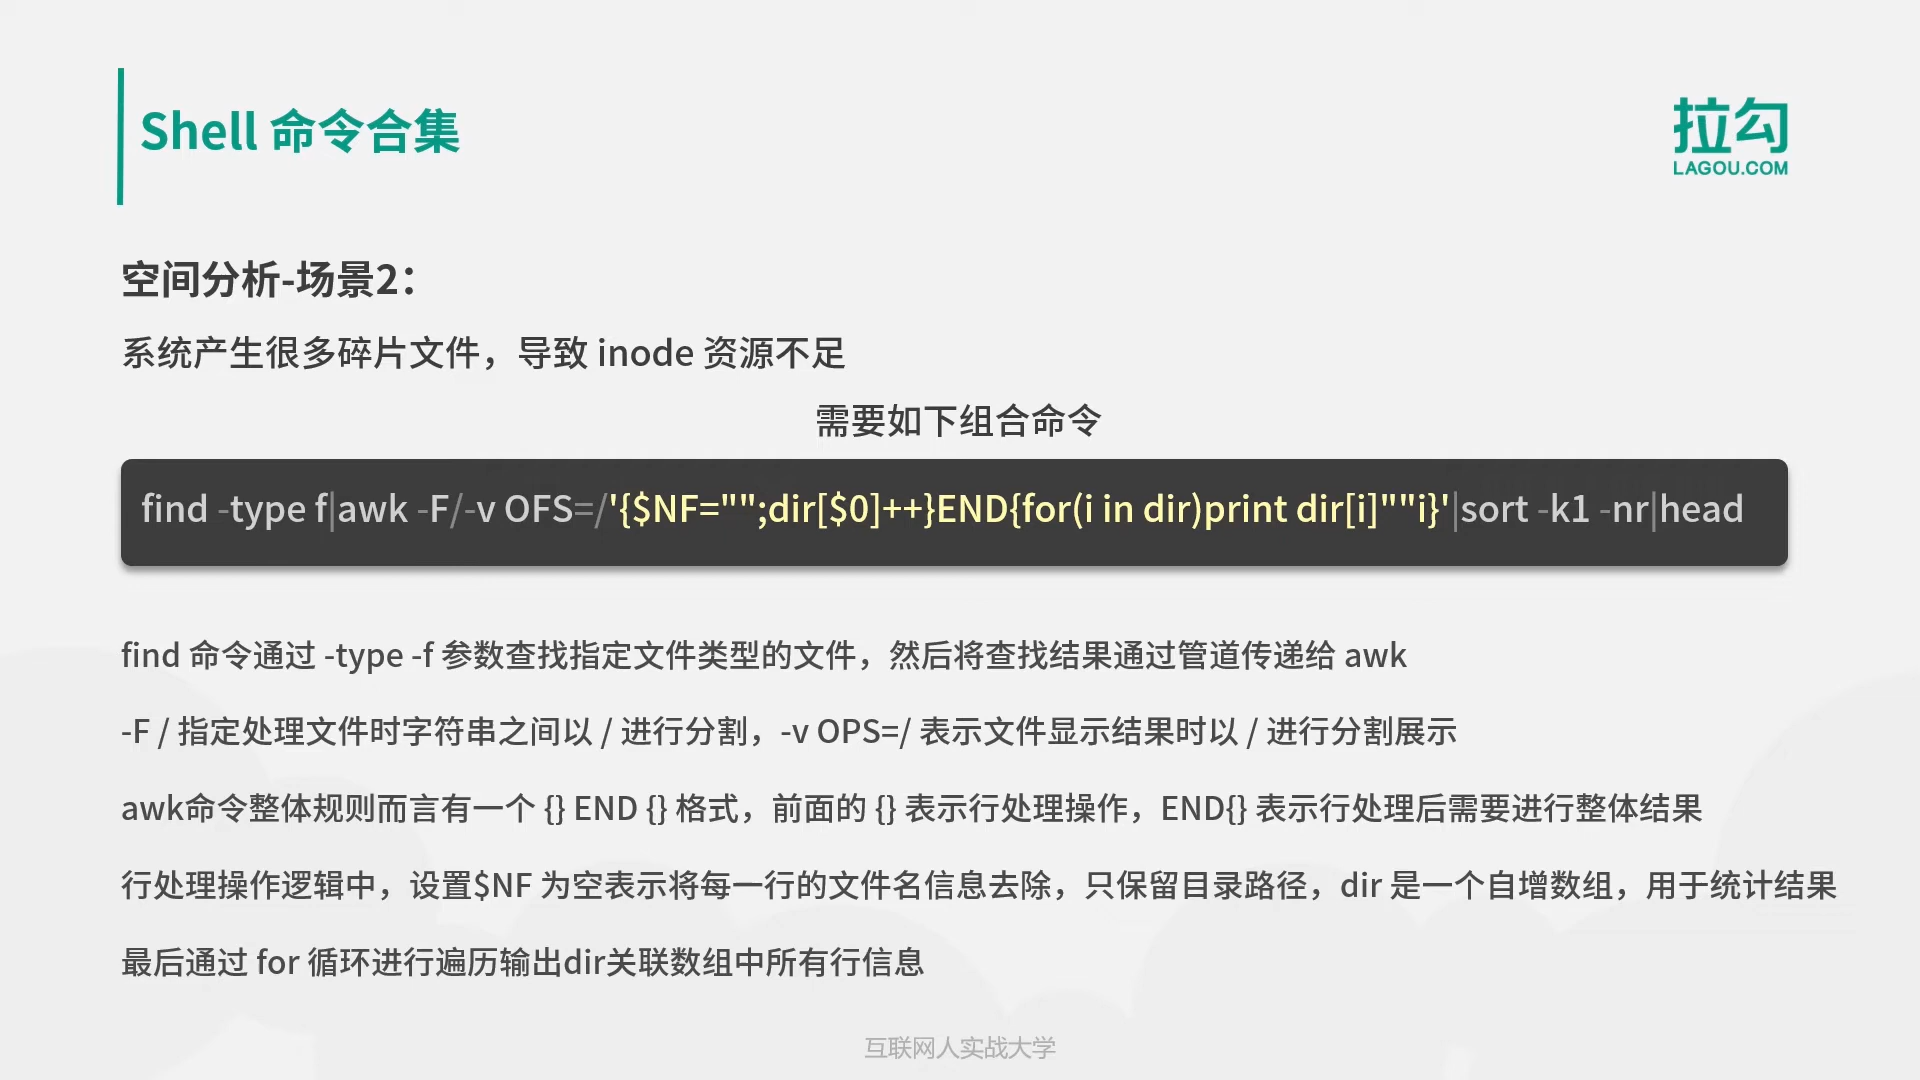 Shell 命令合集
拉勾
LAGOU.COM
空间分析-场景2：
系统产生很多碎片文件，导致 inode 资源不足
需要如下组合命令
find -type f|awk -F/-v OFS=/'{$NF="";dir[$0]++}END{for(i in dir)print dir[i]""i}'|sort -k1 -nr|head
find 命令通过 -type -f 参数查找指定文件类型的文件，然后将查找结果通过管道传递给 awk
-F / 指定处理文件时字符串之间以 / 进行分割，-v OPS=/ 表示文件显示结果时以 / 进行分割展示
awk命令整体规则而言有一个 {} END {} 格式，前面的 {} 表示行处理操作，END{} 表示行处理后需要进行整体结果
行处理操作逻辑中，设置$NF 为空表示将每一行的文件名信息去除，只保留目录路径，dir 是一个自增数组，用于统计结果
最后通过 for 循环进行遍历输出dir关联数组中所有行信息
互联网人实战大学